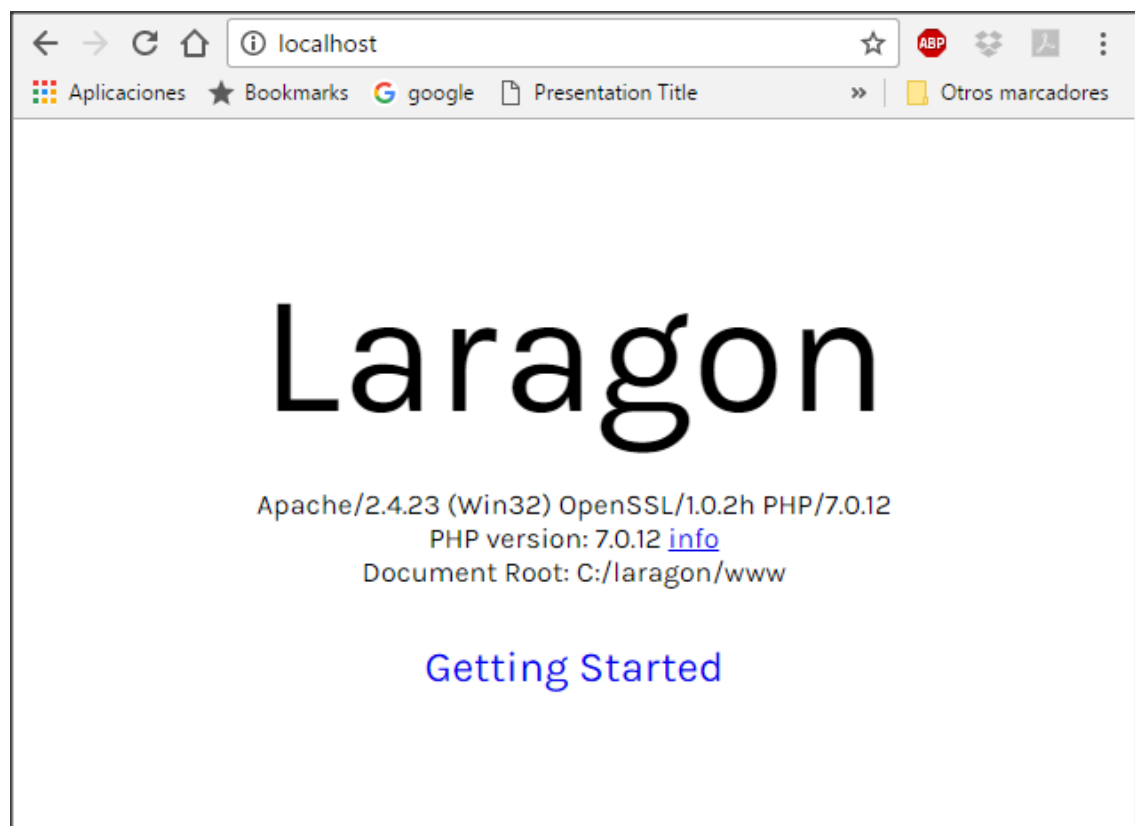 localhost
ABP
Aplicaciones Bookmarks google Presentation Title » Otros marcadores
Laragon
Apache/2.4.23 (Win32) OpenSSL/1.0.2h PHP/7.0.12
PHP version: 7.0.12 info
Document Root: C:/laragon/www
Getting Started